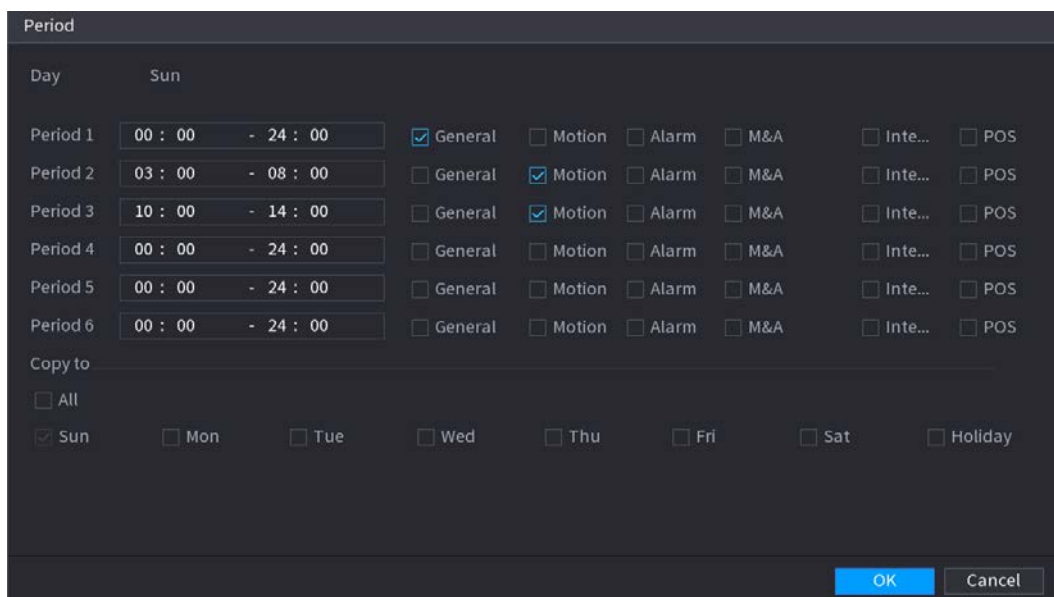 Period
Day Sun
Period 1 00 : 00 - 24 : 00 General Motion Alarm M&A Inte... POS
Period 2 03 : 00 - 08 : 00 General Motion Alarm M&A Inte... POS
Period 3 10 : 00 - 14 : 00 General Motion Alarm M&A Inte... POS
Period 4 00 : 00 - 24 : 00 General Motion Alarm M&A Inte... POS
Period 5 00 : 00 - 24 : 00 General Motion Alarm M&A Inte... POS
Period 6 00 : 00 - 24 : 00 General Motion Alarm M&A Inte... POS
Copy to
All
Sun Mon Tue Wed Thu Fri Sat Holiday
OK Cancel